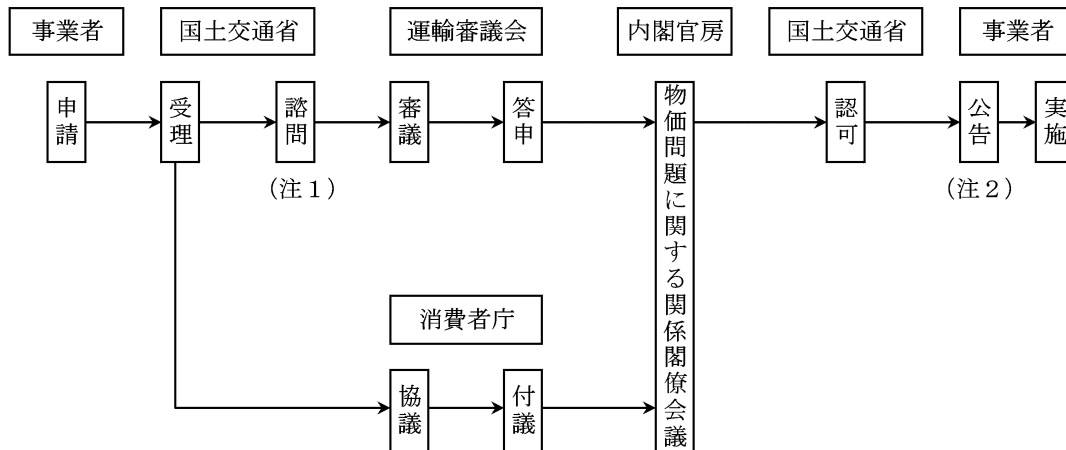 事業者
国土交通省
運輸審議会
内閣官房
国土交通省
事業者
申請
受理
諮問
審議
答申
物価問題に関する関係閣僚会議
認可
公告
実施
（注１）
（注２）
消費者庁
協議
付議